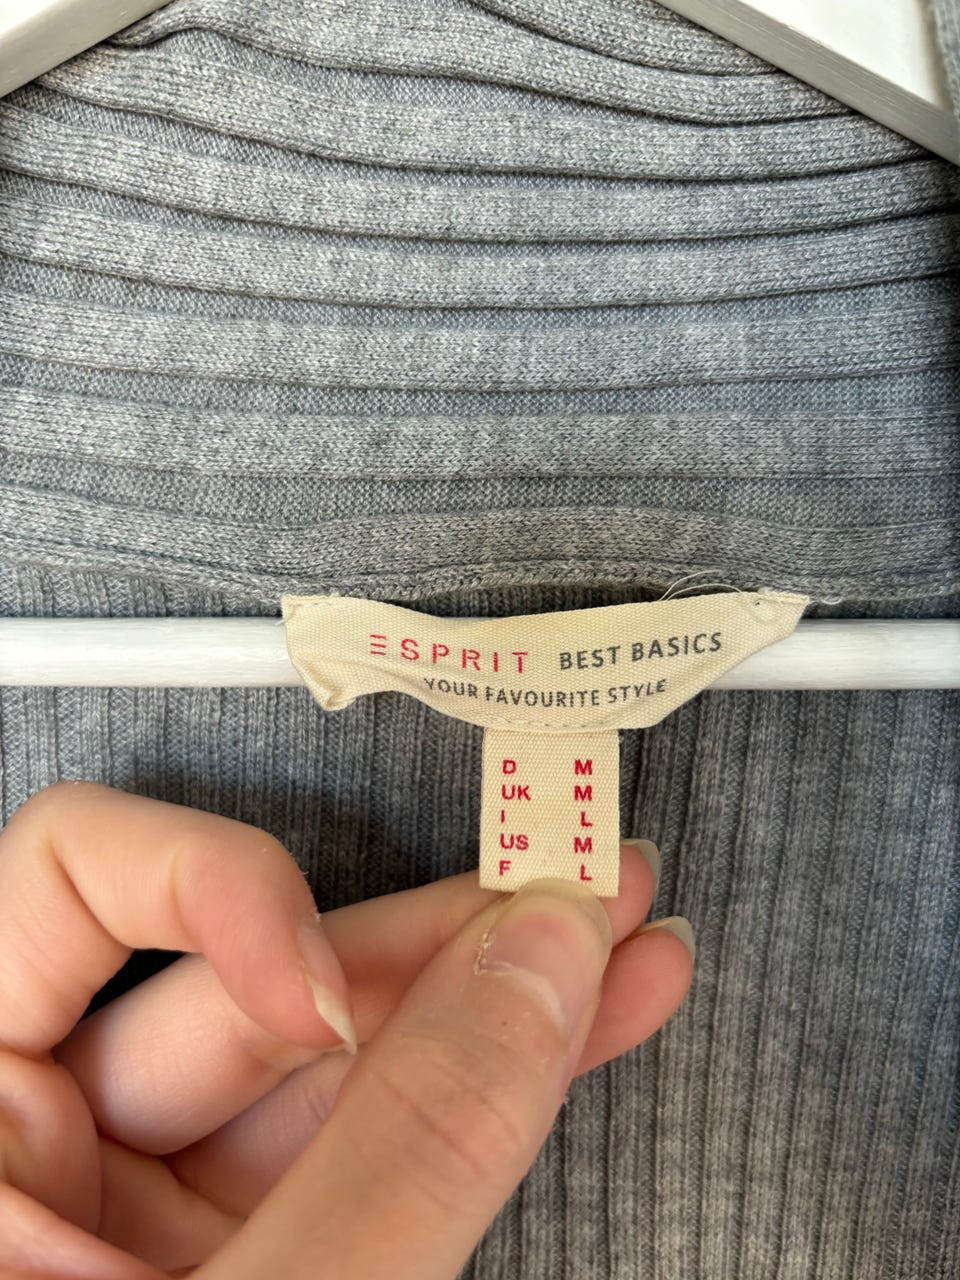 ESPRIT BEST BASICS
YOUR FAVOURITE STYLE
D M
UK M
I L
US M
F L